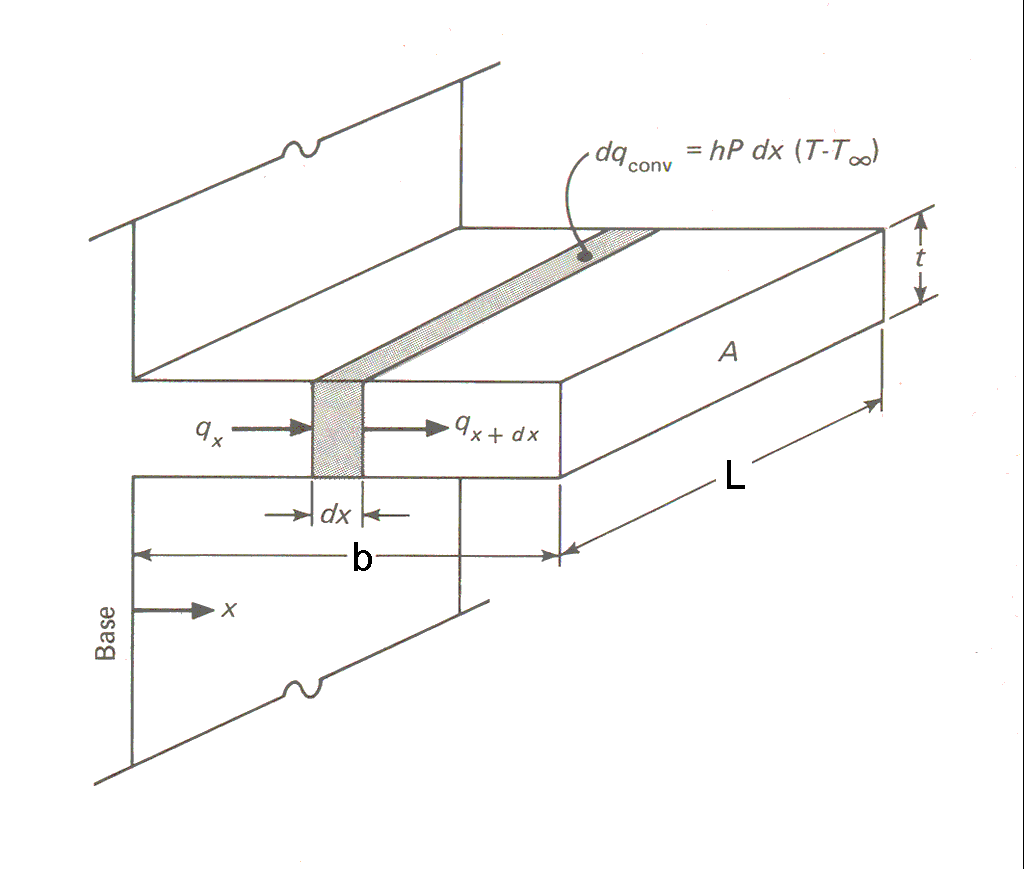 dq_conv = hP dx (T-T∞)
t
A
q_x
q_x + dx
L
dx
b
x
Base